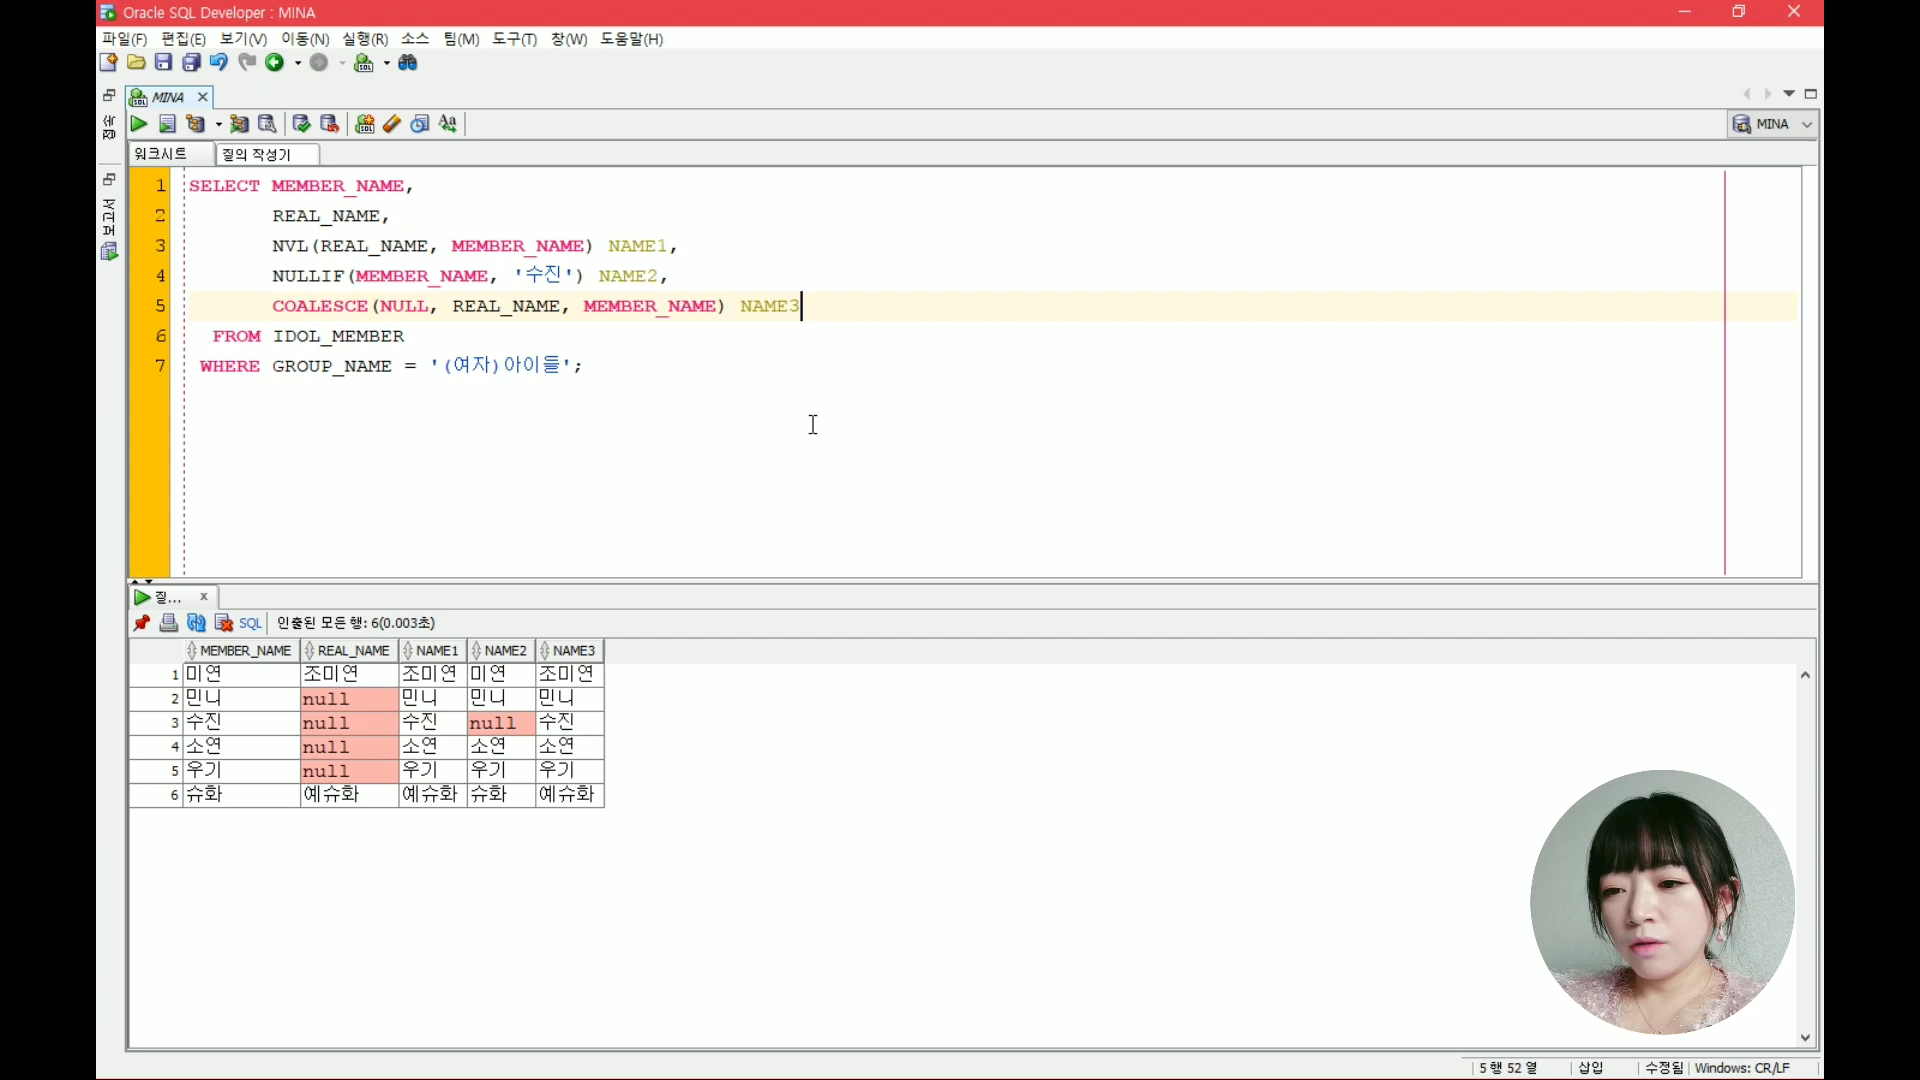 Oracle SQL Developer : MINA
파일(F) 편집(E) 보기(V) 이동(N) 실행(R) 소스 팀(M) 도구(T) 창(W) 도움말(H)
MINA
MINA
워크시트 질의 작성기
1 SELECT MEMBER_NAME,
2 REAL_NAME,
3 NVL(REAL_NAME, MEMBER_NAME) NAME1,
4 NULLIF(MEMBER_NAME, '수진') NAME2,
5 COALESCE(NULL, REAL_NAME, MEMBER_NAME) NAME3
6 FROM IDOL_MEMBER
7 WHERE GROUP_NAME = '(여자)아이들';
질... x
SQL 인출된 모든 행: 6(0.003초)
MEMBER_NAME REAL_NAME NAME1 NAME2 NAME3
1 미연 조미연 조미연 미연 조미연
2 민니 null 민니 민니 민니
3 수진 null 수진 null 수진
4 소연 null 소연 소연 소연
5 우기 null 우기 우기 우기
6 슈화 예슈화 예슈화 슈화 예슈화
5 행 52 열 삽입 수정됨 Windows: CR/LF